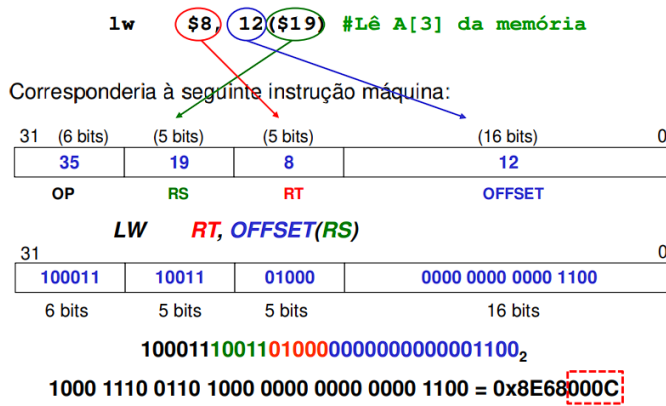 lw $8, 12($19) #Lê A[3] da memória
Corresponderia à seguinte instrução máquina:
31 (6 bits) (5 bits) (5 bits) (16 bits) 0
35 19 8 12
OP RS RT OFFSET
LW RT, OFFSET(RS)
31 0
100011 10011 01000 0000 0000 0000 1100
6 bits 5 bits 5 bits 16 bits
10001110011010000000000000001100₂
1000 1110 0110 1000 0000 0000 0000 1100 = 0x8E68000C